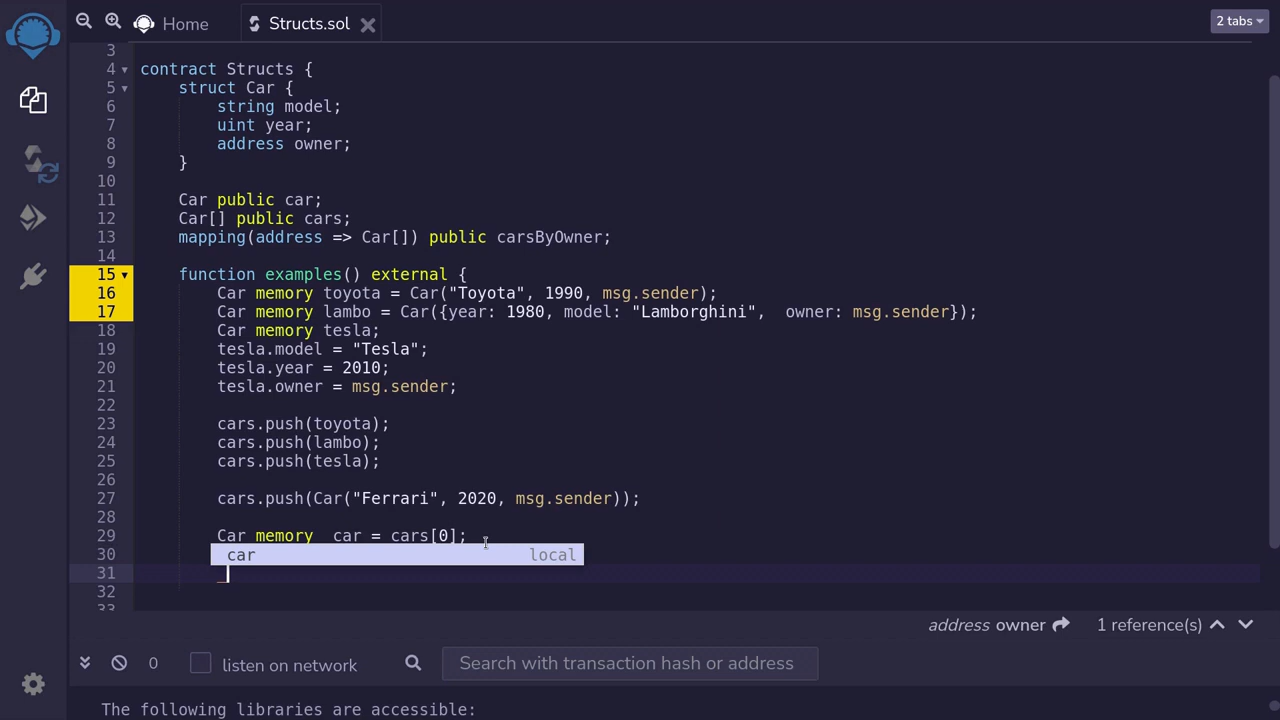 Home
Structs.sol
2 tabs
3
4 contract Structs {
5 struct Car {
6 string model;
7 uint year;
8 address owner;
9 }
10
11 Car public car;
12 Car[] public cars;
13 mapping(address => Car[]) public carsByOwner;
14
15 function examples() external {
16 Car memory toyota = Car("Toyota", 1990, msg.sender);
17 Car memory lambo = Car({year: 1980, model: "Lamborghini",  owner: msg.sender});
18 Car memory tesla;
19 tesla.model = "Tesla";
20 tesla.year = 2010;
21 tesla.owner = msg.sender;
22
23 cars.push(toyota);
24 cars.push(lambo);
25 cars.push(tesla);
26
27 cars.push(Car("Ferrari", 2020, msg.sender));
28
29 Car memory _car = cars[0];
30 _car local
31 _
32
33
address owner 1 reference(s)
0 listen on network Search with transaction hash or address
The following libraries are accessible: